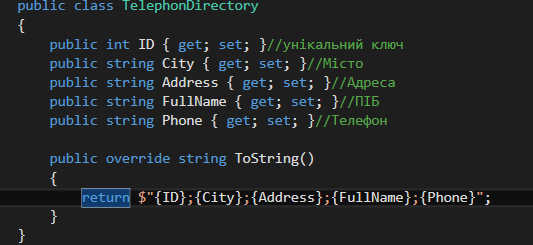 public class TelephonDirectory
{
public int ID { get; set; }//унікальний ключ
public string City { get; set; }//Місто
public string Address { get; set; }//Адреса
public string FullName { get; set; }//ПІБ
public string Phone { get; set; }//Телефон
public override string ToString()
{
return $"{ID};{City};{Address};{FullName};{Phone}";
}
}